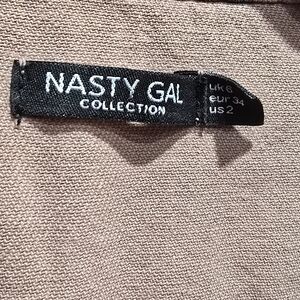 NASTY GAL
COLLECTION
uk 6
eur 34
us 2